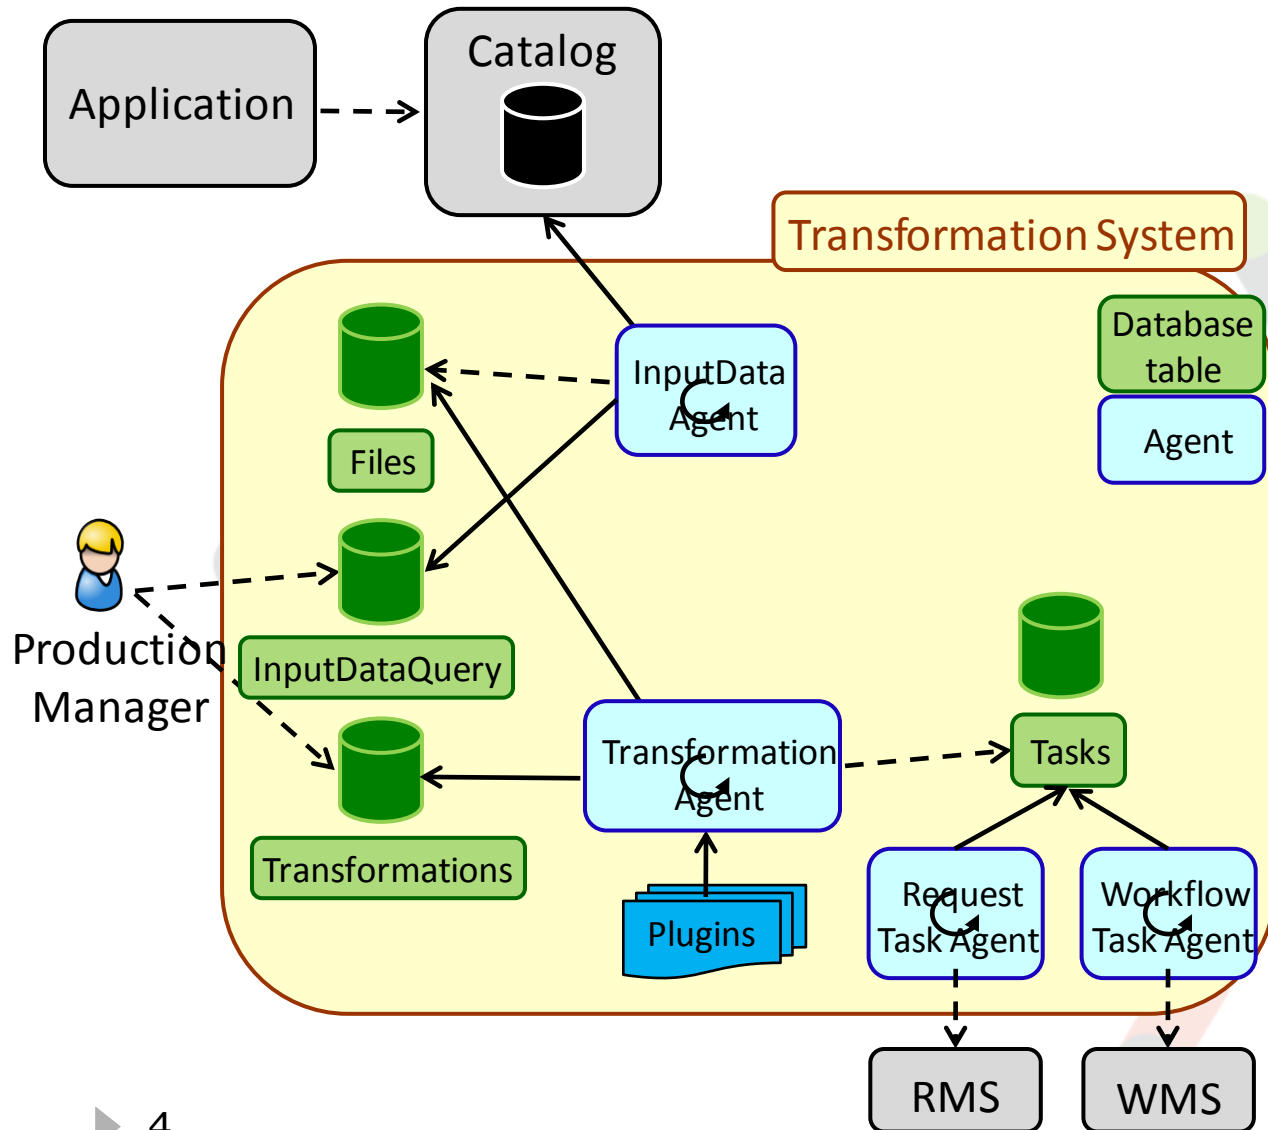 Application
Catalog
Transformation System
Database
table
Agent
InputData
Agent
Files
Production
Manager
InputDataQuery
Transformations
Transformation
Agent
Plugins
Tasks
Request
Task Agent
Workflow
Task Agent
RMS
WMS
4